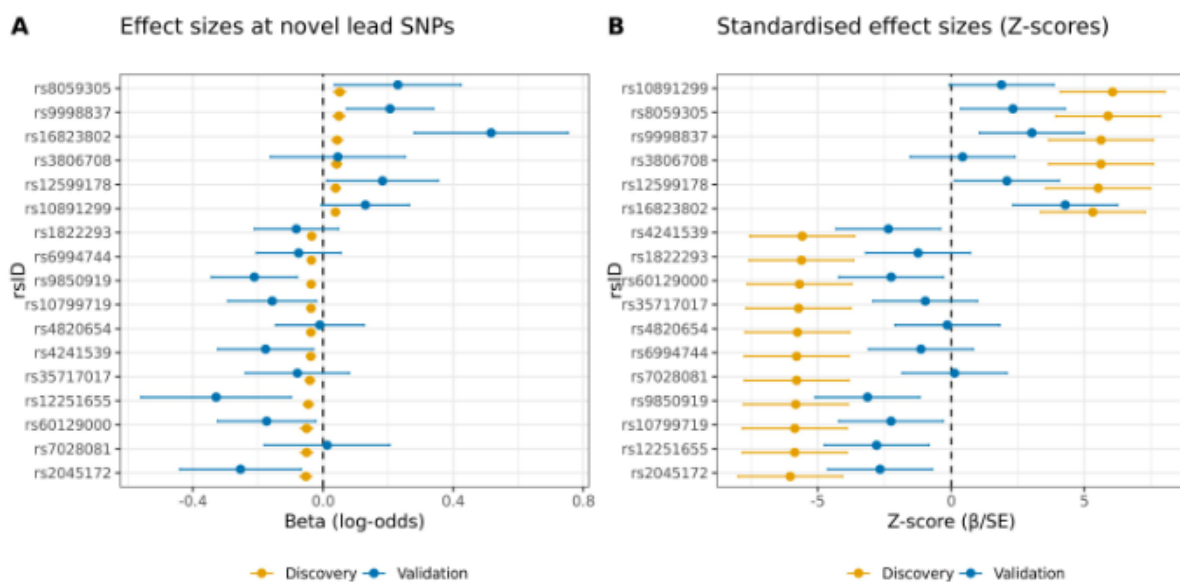 A Effect sizes at novel lead SNPs
rsID
rs8059305
rs9998837
rs16823802
rs3806708
rs12599178
rs10891299
rs1822293
rs6994744
rs9850919
rs10799719
rs4820654
rs4241539
rs35717017
rs12251655
rs60129000
rs7028081
rs2045172
-0.4 0.0 0.4 0.8
Beta (log-odds)
Discovery Validation
B Standardised effect sizes (Z-scores)
rsID
rs10891299
rs8059305
rs9998837
rs3806708
rs12599178
rs16823802
rs4241539
rs1822293
rs60129000
rs35717017
rs4820654
rs6994744
rs7028081
rs9850919
rs10799719
rs12251655
rs2045172
-5 0 5
Z-score (β/SE)
Discovery Validation